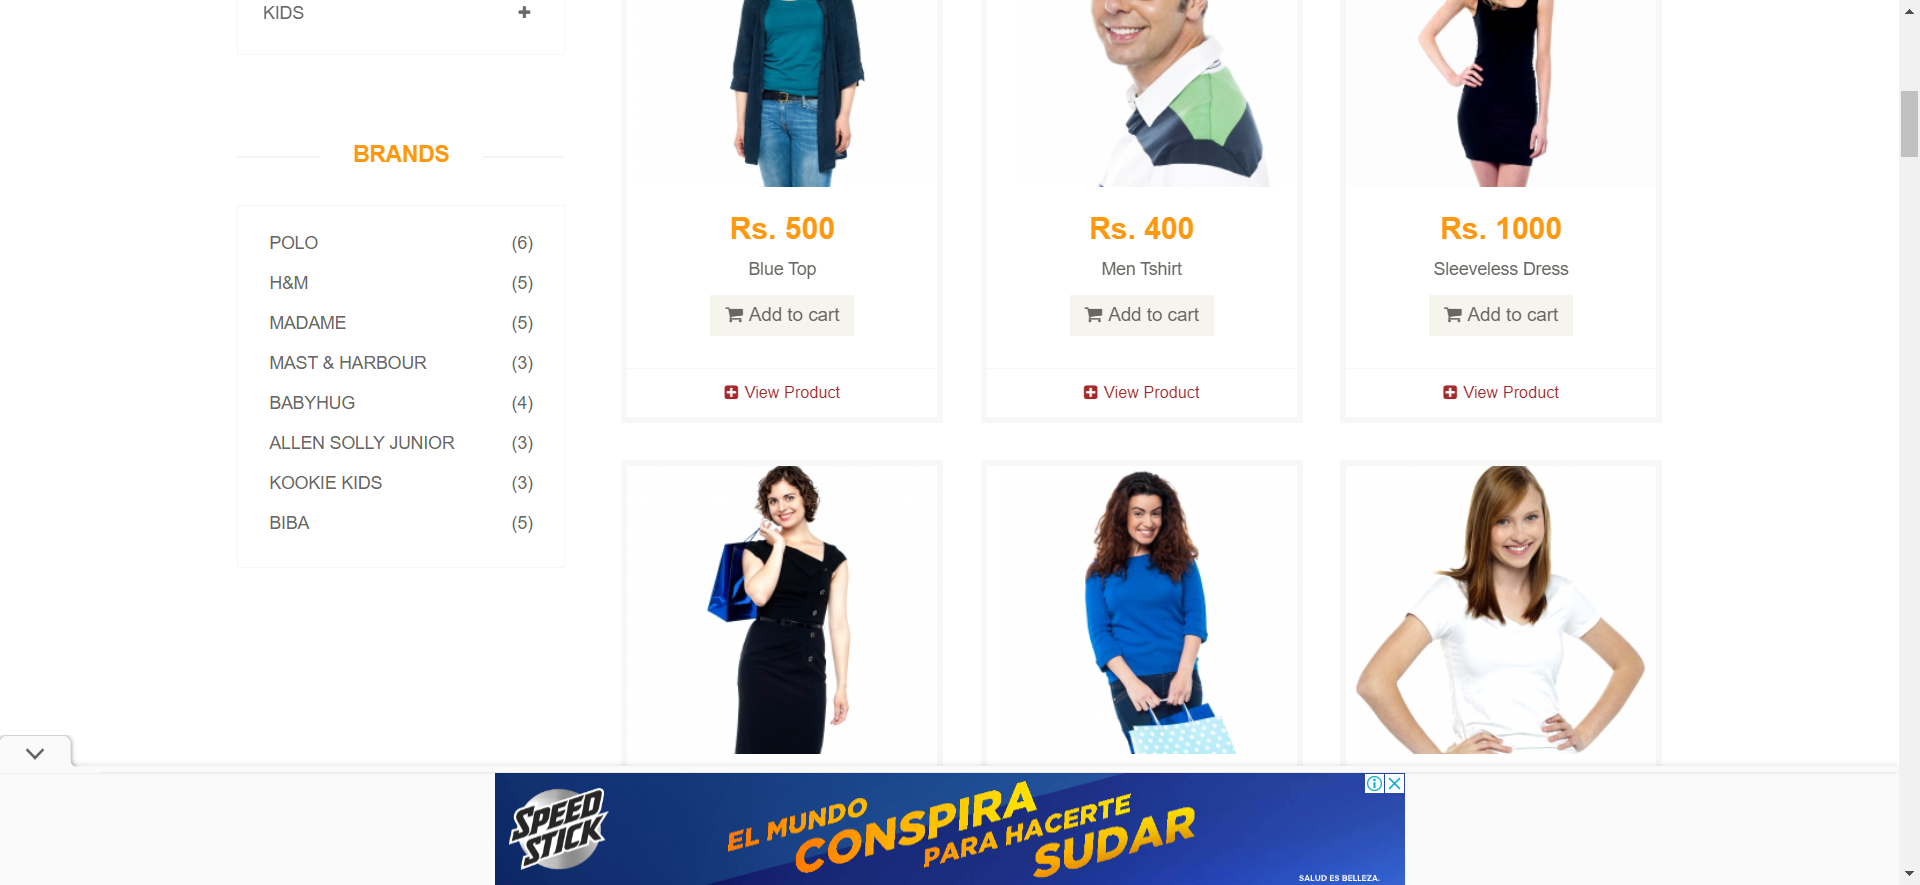 KIDS
BRANDS
POLO (6)
H&M (5)
MADAME (5)
MAST & HARBOUR (3)
BABYHUG (4)
ALLEN SOLLY JUNIOR (3)
KOOKIE KIDS (3)
BIBA (5)
Rs. 500
Blue Top
Add to cart
View Product
Rs. 400
Men Tshirt
Add to cart
View Product
Rs. 1000
Sleeveless Dress
Add to cart
View Product
SPEED
STICK
EL MUNDO
CONSPIRA
PARA HACERTE
SUDAR
SALUD ES BELLEZA.